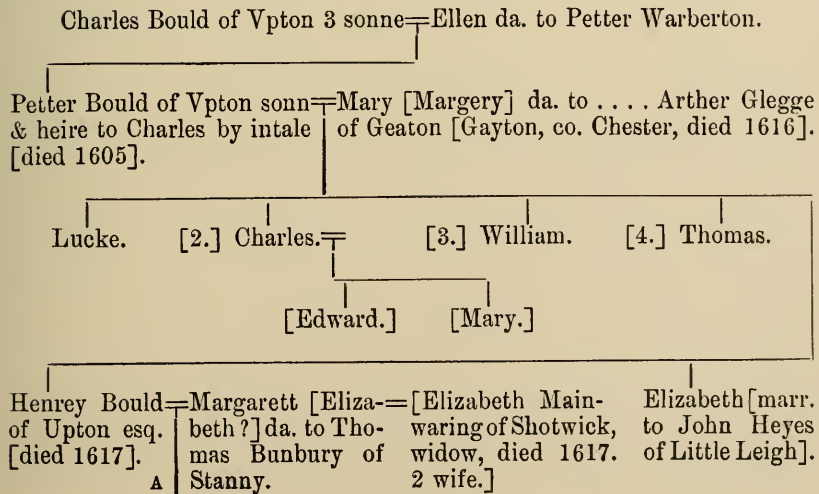 Charles Bould of Vpton 3 sonne Ellen da. to Petter Warberton.
Petter Bould of Vpton sonn
& heire to Charles by intale
[died 1605].
Mary [Margery] da. to . . . . Arther Glegge
of Geaton [Gayton, co. Chester, died 1616].
Lucke. [2.] Charles. [3.] William. [4.] Thomas.
[Edward.] [Mary.]
Henrey Bould
of Upton esq.
[died 1617].
A
Margarett [Eliza-
beth ?] da. to Tho-
mas Bunbury of
Stanny.
[Elizabeth Main-
waring of Shotwick,
widow, died 1617.
2 wife.]
Elizabeth [marr.
to John Heyes
of Little Leigh].